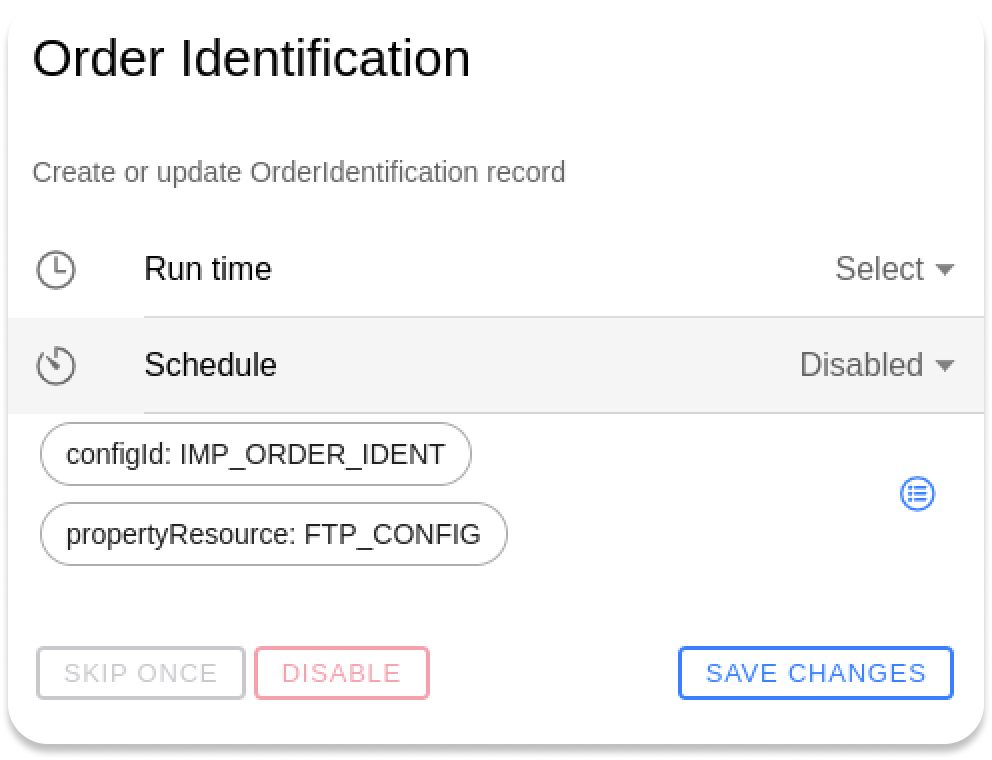 Order Identification
Create or update OrderIdentification record
Run time Select
Schedule Disabled
configId: IMP_ORDER_IDENT
propertyResource: FTP_CONFIG
SKIP ONCE DISABLE SAVE CHANGES